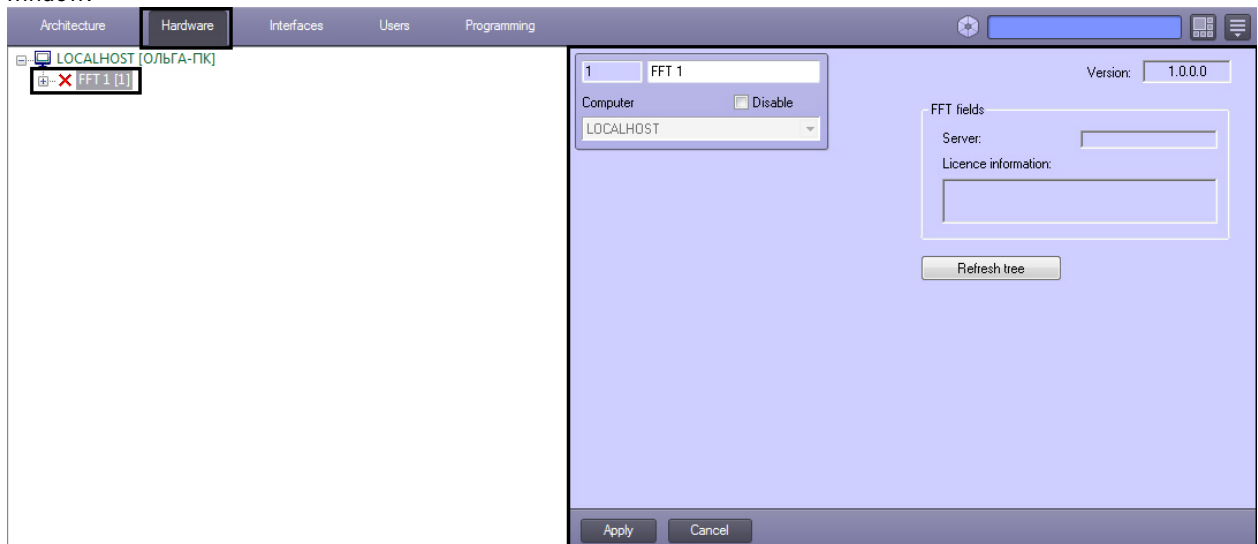 Architecture Hardware Interfaces Users Programming
LOCALHOST [ОЛЬГА-ПК]
FFT 1 [1]
1 FFT 1
Version: 1.0.0.0
Computer Disable
LOCALHOST
FFT fields
Server:
Licence information:
Refresh tree
Apply Cancel